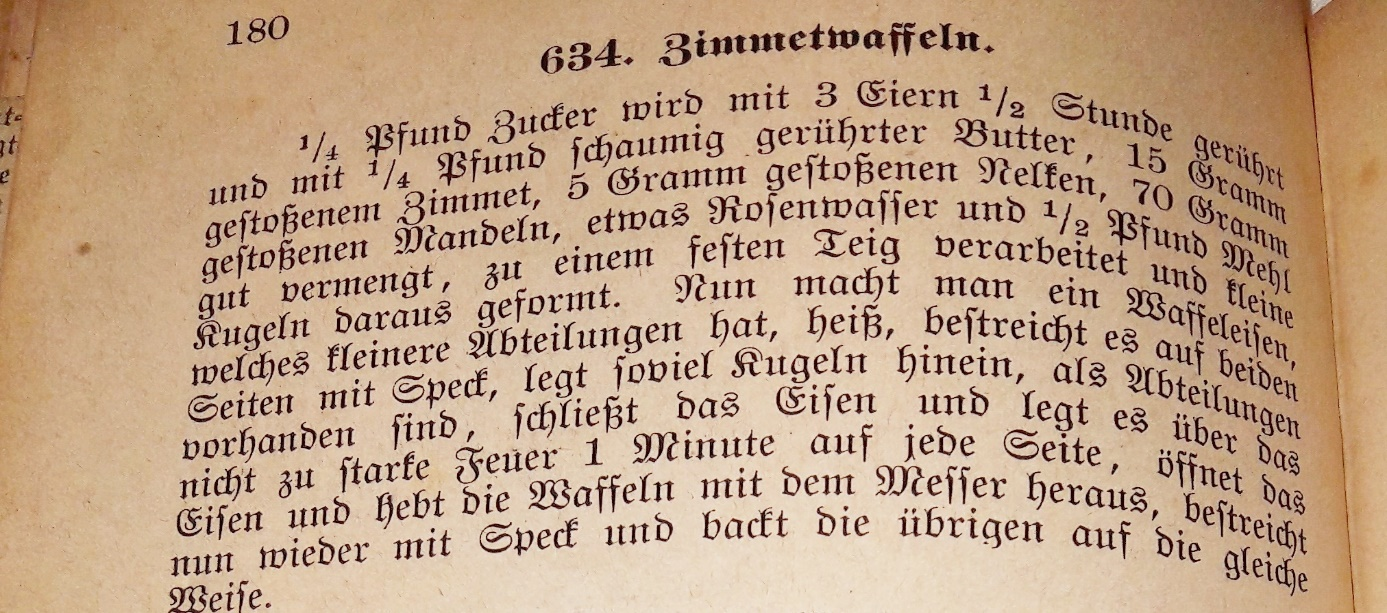 180
634. Zimmetwaffeln.
1/4 Pfund Zucker wird mit 3 Eiern 1/2 Stunde gerührt
und mit 1/4 Pfund schaumig gerührter Butter, 15 Gramm
gestoßenem Zimmet, 5 Gramm gestoßenen Nelken, 70 Gramm
gestoßenen Mandeln, etwas Rosenwasser und 1/2 Pfund Mehl
gut vermengt, zu einem festen Teig verarbeitet und kleine
Kugeln daraus geformt. Nun macht man ein Waffeleisen,
welches kleinere Abteilungen hat, heiß, bestreicht es auf beiden
Seiten mit Speck, legt soviel Kugeln hinein, als Abteilungen
vorhanden sind, schließt das Eisen und legt es über das
nicht zu starke Feuer 1 Minute auf jede Seite, öffnet das
Eisen und hebt die Waffeln mit dem Messer heraus, bestreicht
nun wieder mit Speck und backt die übrigen auf die gleiche
Weise.